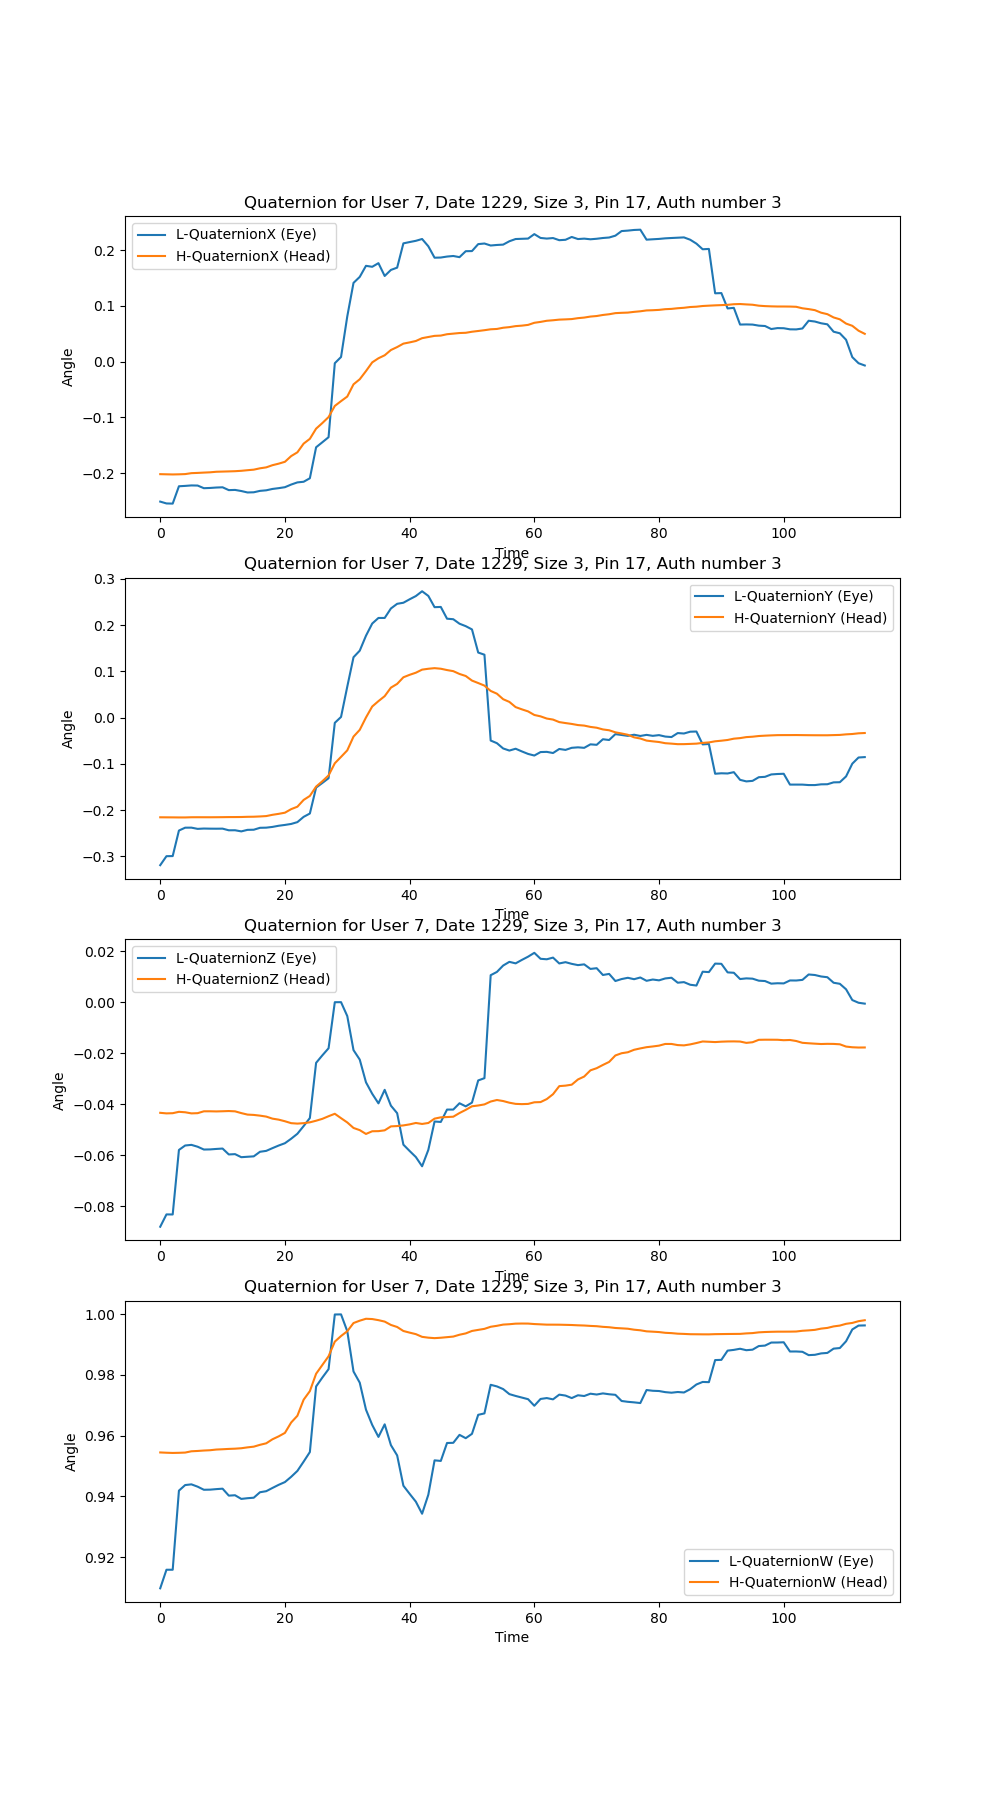 Quaternion for User 7, Date 1229, Size 3, Pin 17, Auth number 3
L-QuaternionX (Eye)
H-QuaternionX (Head)
Angle
0.2
0.1
0.0
−0.1
−0.2
0 20 40 60 80 100
Time
Quaternion for User 7, Date 1229, Size 3, Pin 17, Auth number 3
L-QuaternionY (Eye)
H-QuaternionY (Head)
Angle
0.3
0.2
0.1
0.0
−0.1
−0.2
−0.3
0 20 40 60 80 100
Time
Quaternion for User 7, Date 1229, Size 3, Pin 17, Auth number 3
L-QuaternionZ (Eye)
H-QuaternionZ (Head)
Angle
0.02
0.00
−0.02
−0.04
−0.06
−0.08
0 20 40 60 80 100
Time
Quaternion for User 7, Date 1229, Size 3, Pin 17, Auth number 3
Angle
1.00
0.98
0.96
0.94
0.92
L-QuaternionW (Eye)
H-QuaternionW (Head)
0 20 40 60 80 100
Time